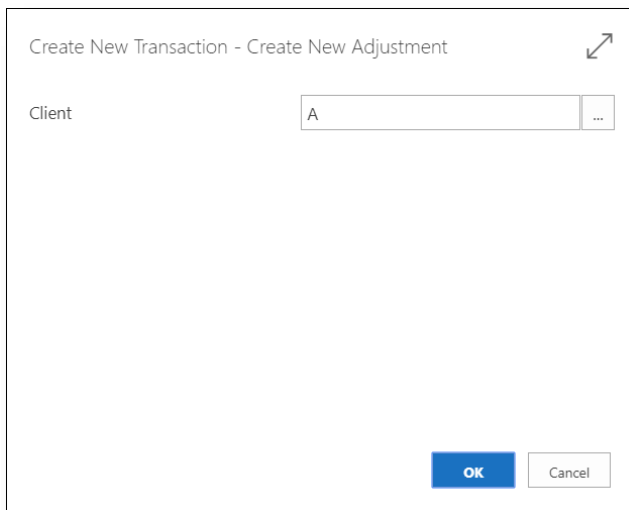 Create New Transaction - Create New Adjustment
Client
A
...
OK
Cancel